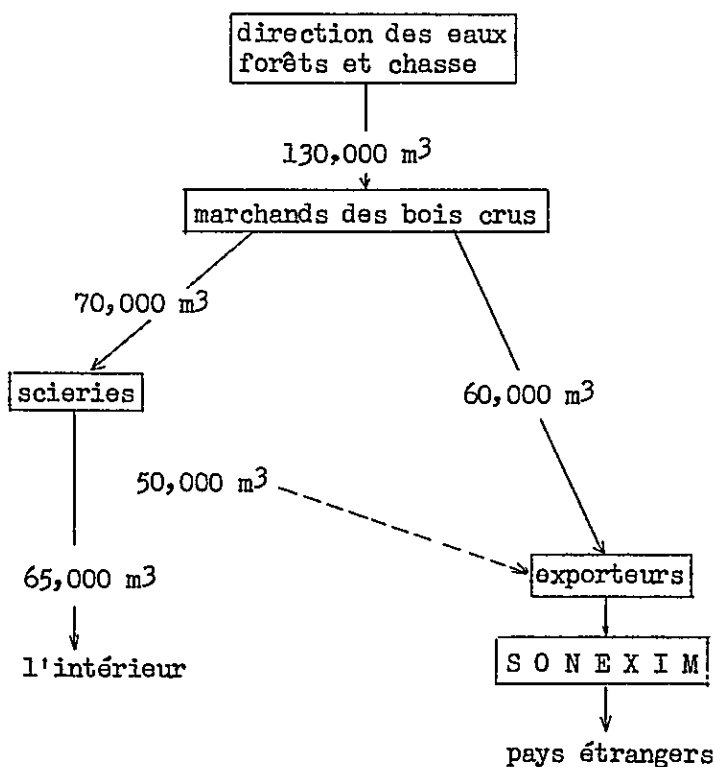 direction des eaux
forêts et chasse
130,000 m3
marchands des bois crus
70,000 m3
60,000 m3
scieries
50,000 m3
65,000 m3
exporteurs
l'intérieur
S O N E X I M
pays étrangers